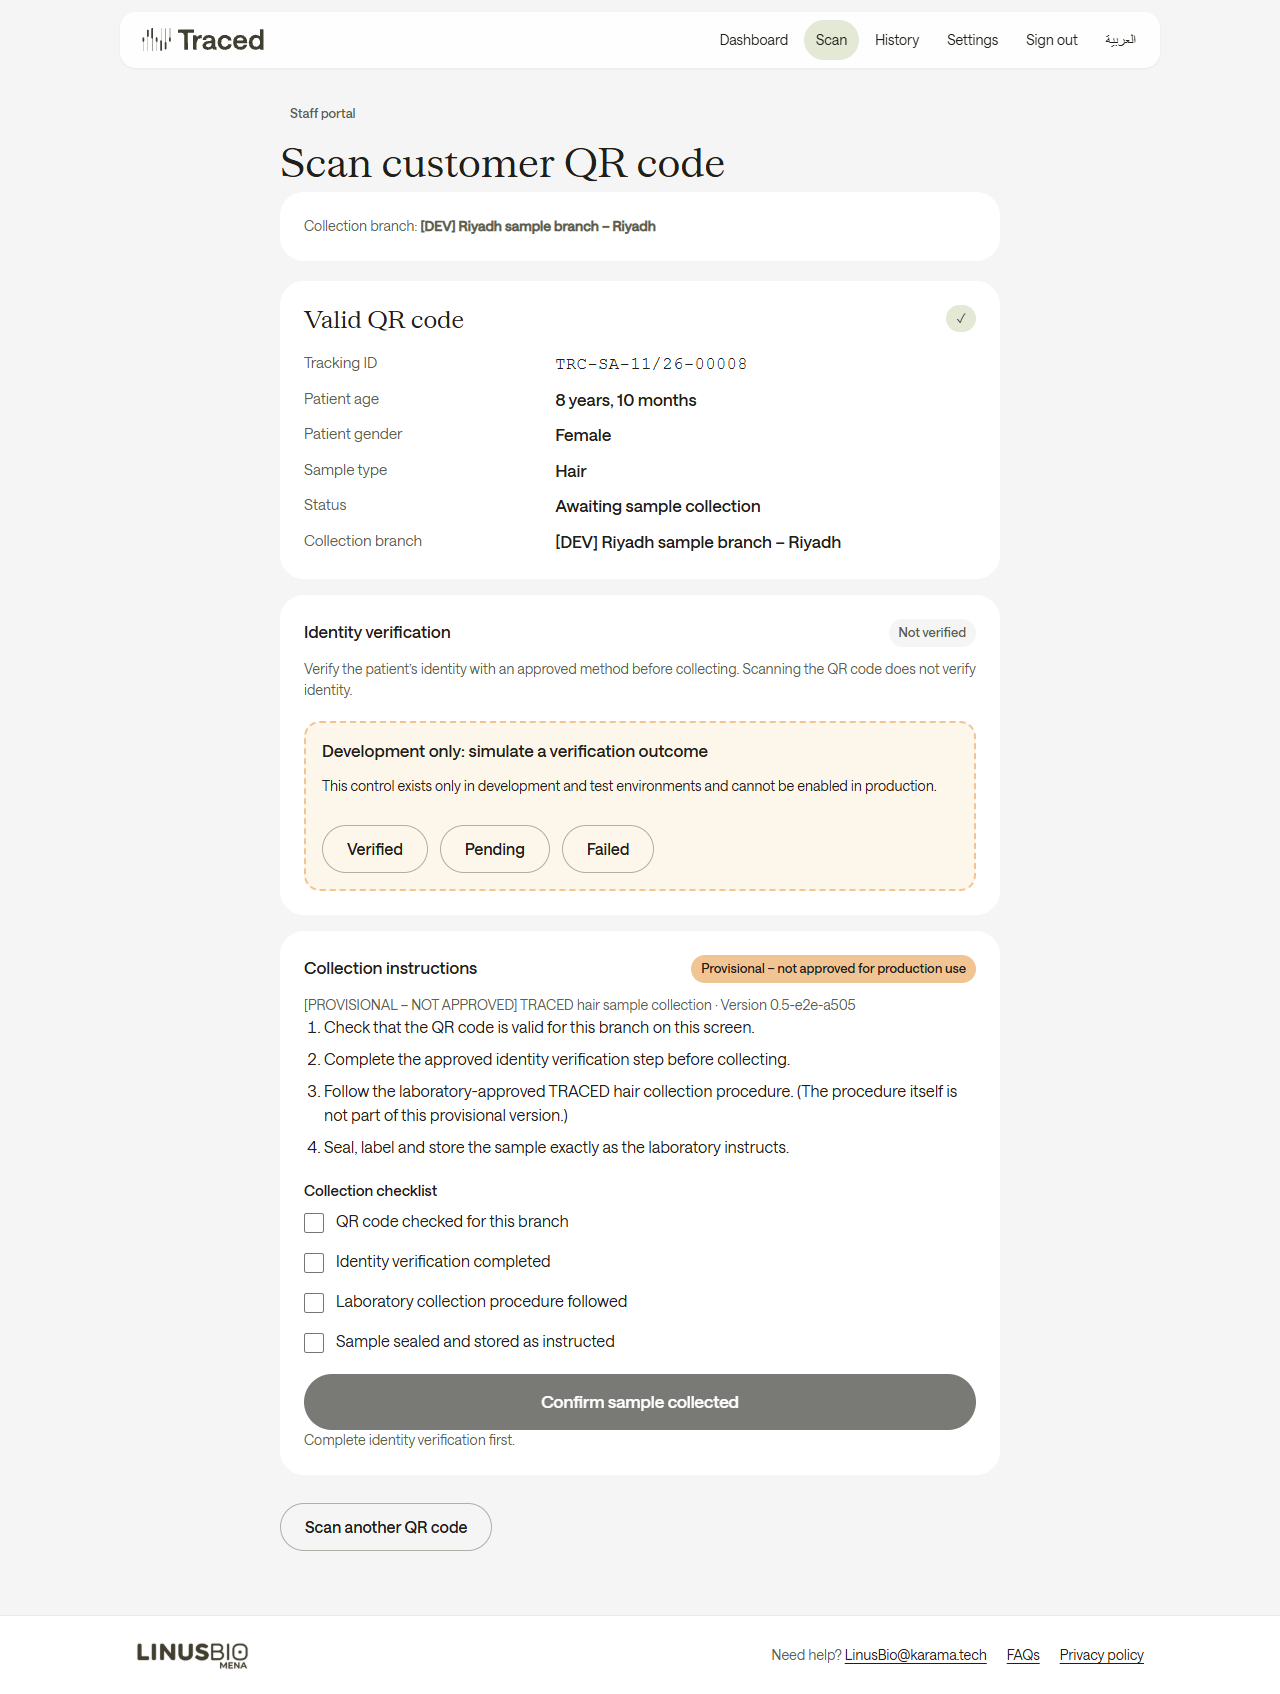 Traced
Dashboard
Scan
History
Settings
Sign out
العربية
Staff portal
Scan customer QR code
Collection branch: [DEV] Riyadh sample branch – Riyadh
Valid QR code
✓
Tracking ID
TRC-SA-11/26-00008
Patient age
8 years, 10 months
Patient gender
Female
Sample type
Hair
Status
Awaiting sample collection
Collection branch
[DEV] Riyadh sample branch – Riyadh
Identity verification
Not verified
Verify the patient's identity with an approved method before collecting. Scanning the QR code does not verify
identity.
Development only: simulate a verification outcome
This control exists only in development and test environments and cannot be enabled in production.
Verified
Pending
Failed
Collection instructions
Provisional – not approved for production use
[PROVISIONAL – NOT APPROVED] TRACED hair sample collection · Version 0.5-e2e-a505
1. Check that the QR code is valid for this branch on this screen.
2. Complete the approved identity verification step before collecting.
3. Follow the laboratory-approved TRACED hair collection procedure. (The procedure itself is
not part of this provisional version.)
4. Seal, label and store the sample exactly as the laboratory instructs.
Collection checklist
QR code checked for this branch
Identity verification completed
Laboratory collection procedure followed
Sample sealed and stored as instructed
Confirm sample collected
Complete identity verification first.
Scan another QR code
LINUSBIO
MENA
Need help? LinusBio@karama.tech
FAQs
Privacy policy